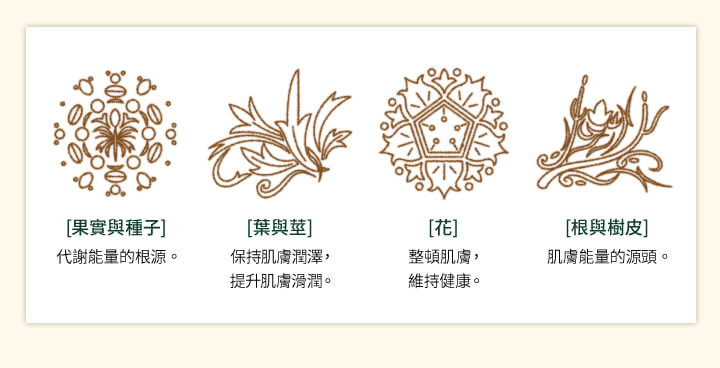 [果實與種子]
代謝能量的根源。
[葉與莖]
保持肌膚潤澤，
提升肌膚滑潤。
[花]
整頓肌膚，
維持健康。
[根與樹皮]
肌膚能量的源頭。